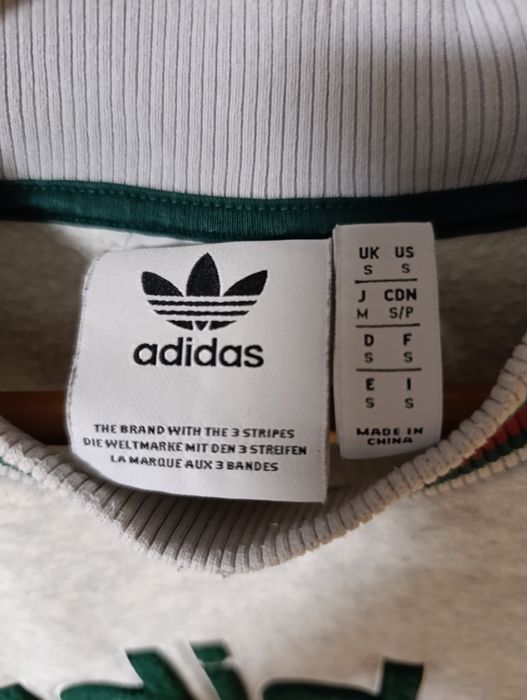 adidas
THE BRAND WITH THE 3 STRIPES
DIE WELTMARKE MIT DEN 3 STREIFEN
LA MARQUE AUX 3 BANDES
UK US
S S
J CDN
M S/P
D F
S S
E I
S S
MADE IN
CHINA